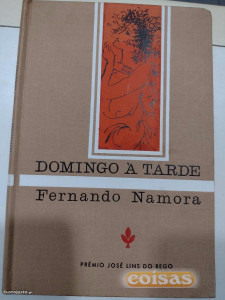 DOMINGO A TARDE
Fernando Namora
PRÉMIO JOSÉ LINS DO REGO
coisas